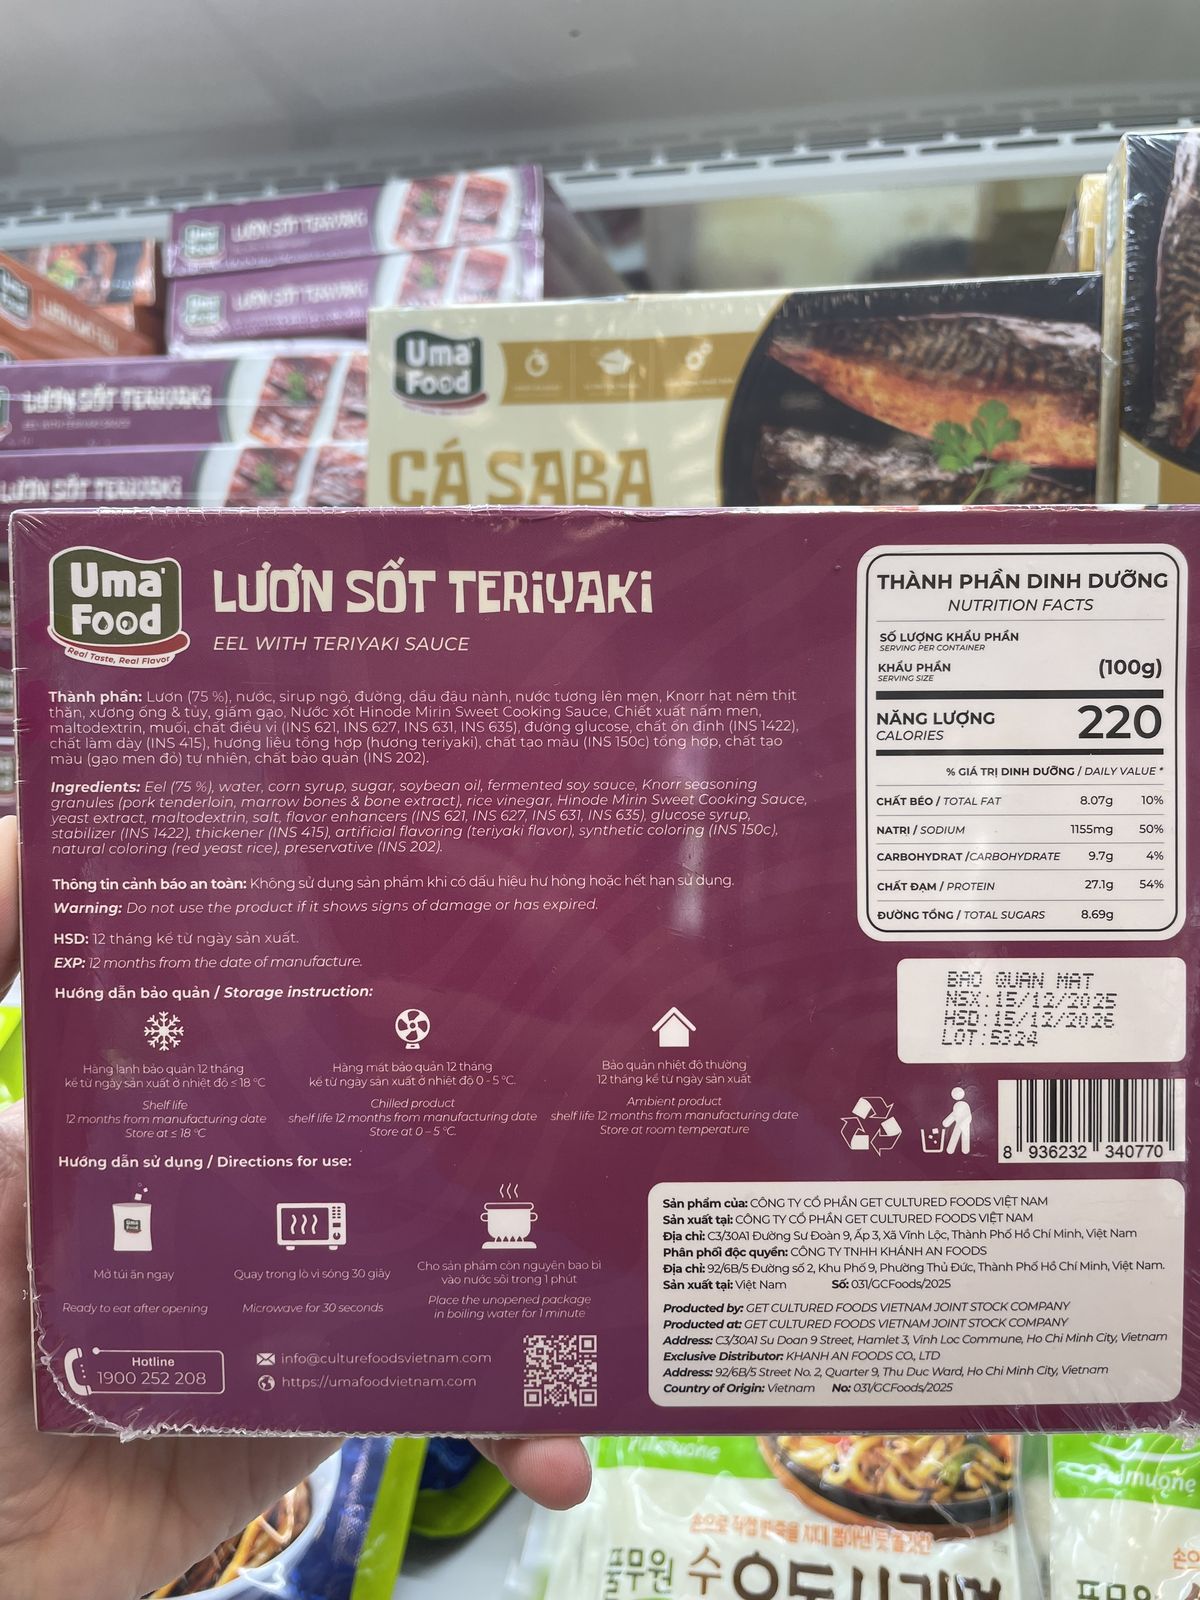 LƯƠN SỐT TERIYAKI
LƯƠN SỐT TERIYAKI
LƯƠN SỐT TERIYAKI
EEL WITH TERIYAKI SAUCE
LƯƠN SỐT TERIYAKI
Uma
Food
CÁ SABA
Uma
Food
Real Taste, Real Flavor
LƯƠN SỐT TERIYAKI
EEL WITH TERIYAKI SAUCE
Thành phần: Lươn (75 %), nước, sirup ngô, đường, dầu đậu nành, nước tương lên men, Knorr hạt nêm thịt
thăn, xương ống & tủy, giấm gạo, Nước xốt Hinode Mirin Sweet Cooking Sauce, Chiết xuất nấm men,
maltodextrin, muối, chất điều vị (INS 621, INS 627, INS 631, INS 635), đường glucose, chất ổn định (INS 1422),
chất làm dày (INS 415), hương liệu tổng hợp (hương teriyaki), chất tạo màu (INS 150c) tổng hợp, chất tạo
màu (gạo men đỏ) tự nhiên, chất bảo quản (INS 202).
Ingredients: Eel (75 %), water, corn syrup, sugar, soybean oil, fermented soy sauce, Knorr seasoning
granules (pork tenderloin, marrow bones & bone extract), rice vinegar, Hinode Mirin Sweet Cooking Sauce,
yeast extract, maltodextrin, salt, flavor enhancers (INS 621, INS 627, INS 631, INS 635), glucose syrup,
stabilizer (INS 1422), thickener (INS 415), artificial flavoring (teriyaki flavor), synthetic coloring (INS 150c),
natural coloring (red yeast rice), preservative (INS 202).
Thông tin cảnh báo an toàn: Không sử dụng sản phẩm khi có dấu hiệu hư hỏng hoặc hết hạn sử dụng.
Warning: Do not use the product if it shows signs of damage or has expired.
HSD: 12 tháng kể từ ngày sản xuất.
EXP: 12 months from the date of manufacture.
Hướng dẫn bảo quản / Storage instruction:
Hàng lạnh bảo quản 12 tháng
kể từ ngày sản xuất ở nhiệt độ ≤ 18 °C
Shelf life
12 months from manufacturing date
Store at ≤ 18 °C
Hàng mát bảo quản 12 tháng
kể từ ngày sản xuất ở nhiệt độ 0 - 5 °C.
Chilled product
shelf life 12 months from manufacturing date
Store at 0 – 5 °C.
Bảo quản nhiệt độ thường
12 tháng kể từ ngày sản xuất
Ambient product
shelf life 12 months from manufacturing date
Store at room temperature
Hướng dẫn sử dụng / Directions for use:
Uma
Food
Mở túi ăn ngay
Ready to eat after opening
Quay trong lò vi sóng 30 giây
Microwave for 30 seconds
Cho sản phẩm còn nguyên bao bì
vào nước sôi trong 1 phút
Place the unopened package
in boiling water for 1 minute
Hotline
1900 252 208
info@culturefoodsvietnam.com
https://umafoodvietnam.com
THÀNH PHẦN DINH DƯỠNG
NUTRITION FACTS
SỐ LƯỢNG KHẨU PHẦN
SERVING PER CONTAINER
KHẨU PHẦN (100g)
SERVING SIZE
NĂNG LƯỢNG 220
CALORIES
% GIÁ TRỊ DINH DƯỠNG / DAILY VALUE *
CHẤT BÉO / TOTAL FAT 8.07g 10%
NATRI / SODIUM 1155mg 50%
CARBOHYDRAT /CARBOHYDRATE 9.7g 4%
CHẤT ĐẠM / PROTEIN 27.1g 54%
ĐƯỜNG TỔNG / TOTAL SUGARS 8.69g
BAO QUAN MAT
NSX:15/12/2025
HSD:15/12/2026
LOT:5324
8 936232 340770
Sản phẩm của: CÔNG TY CỔ PHẦN GET CULTURED FOODS VIỆT NAM
Sản xuất tại: CÔNG TY CỔ PHẦN GET CULTURED FOODS VIỆT NAM
Địa chỉ: C3/30A1 Đường Sư Đoàn 9, Ấp 3, Xã Vĩnh Lộc, Thành Phố Hồ Chí Minh, Việt Nam
Phân phối độc quyền: CÔNG TY TNHH KHÁNH AN FOODS
Địa chỉ: 92/6B/5 Đường số 2, Khu Phố 9, Phường Thủ Đức, Thành Phố Hồ Chí Minh, Việt Nam.
Sản xuất tại: Việt Nam Số: 031/GCFoods/2025
Producted by: GET CULTURED FOODS VIETNAM JOINT STOCK COMPANY
Producted at: GET CULTURED FOODS VIETNAM JOINT STOCK COMPANY
Address: C3/30A1 Su Doan 9 Street, Hamlet 3, Vinh Loc Commune, Ho Chi Minh City, Vietnam
Exclusive Distributor: KHANH AN FOODS CO., LTD
Address: 92/6B/5 Street No. 2, Quarter 9, Thu Duc Ward, Ho Chi Minh City, Vietnam
Country of Origin: Vietnam No: 031/GCFoods/2025
풀무원